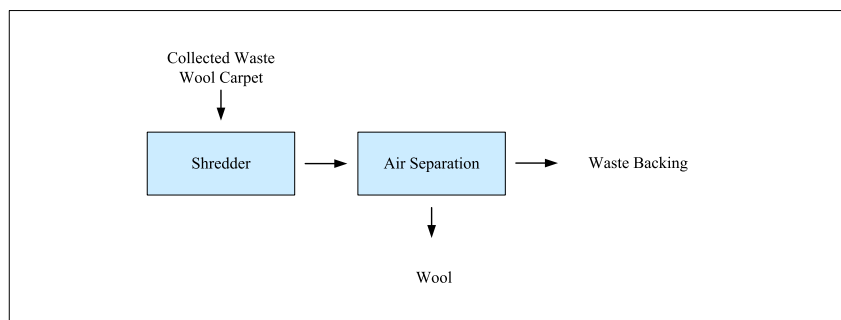 Collected Waste
Wool Carpet
Shredder
Air Separation
Waste Backing
Wool